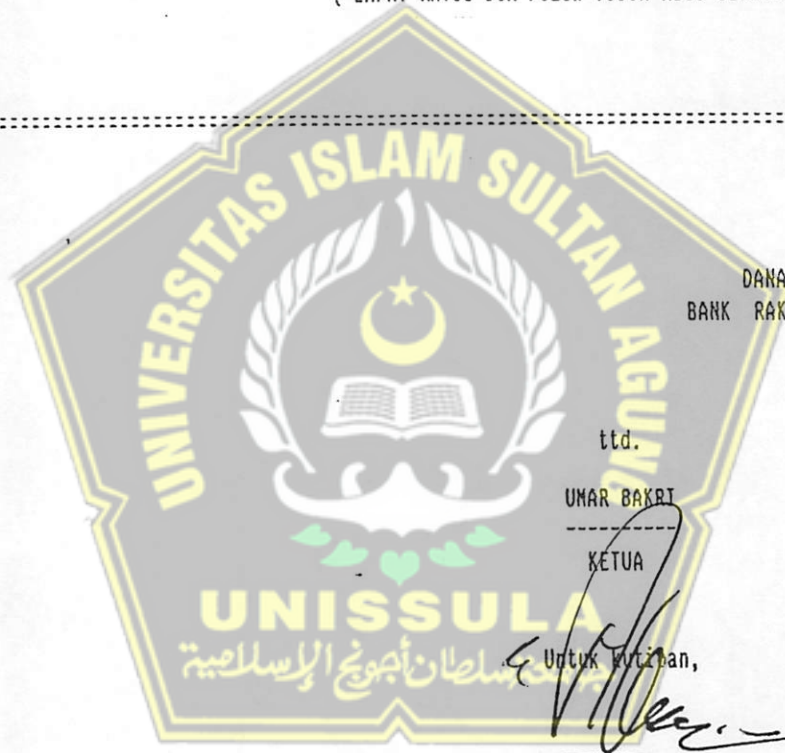 UNIVERSITAS ISLAM SULTAN AGUNG
DANA
BANK RAK
ttd.
UMAR BAKRI
KETUA
UNISSULA
جامعة سلطان أجونج الإسلامية
Untuk kutipan,